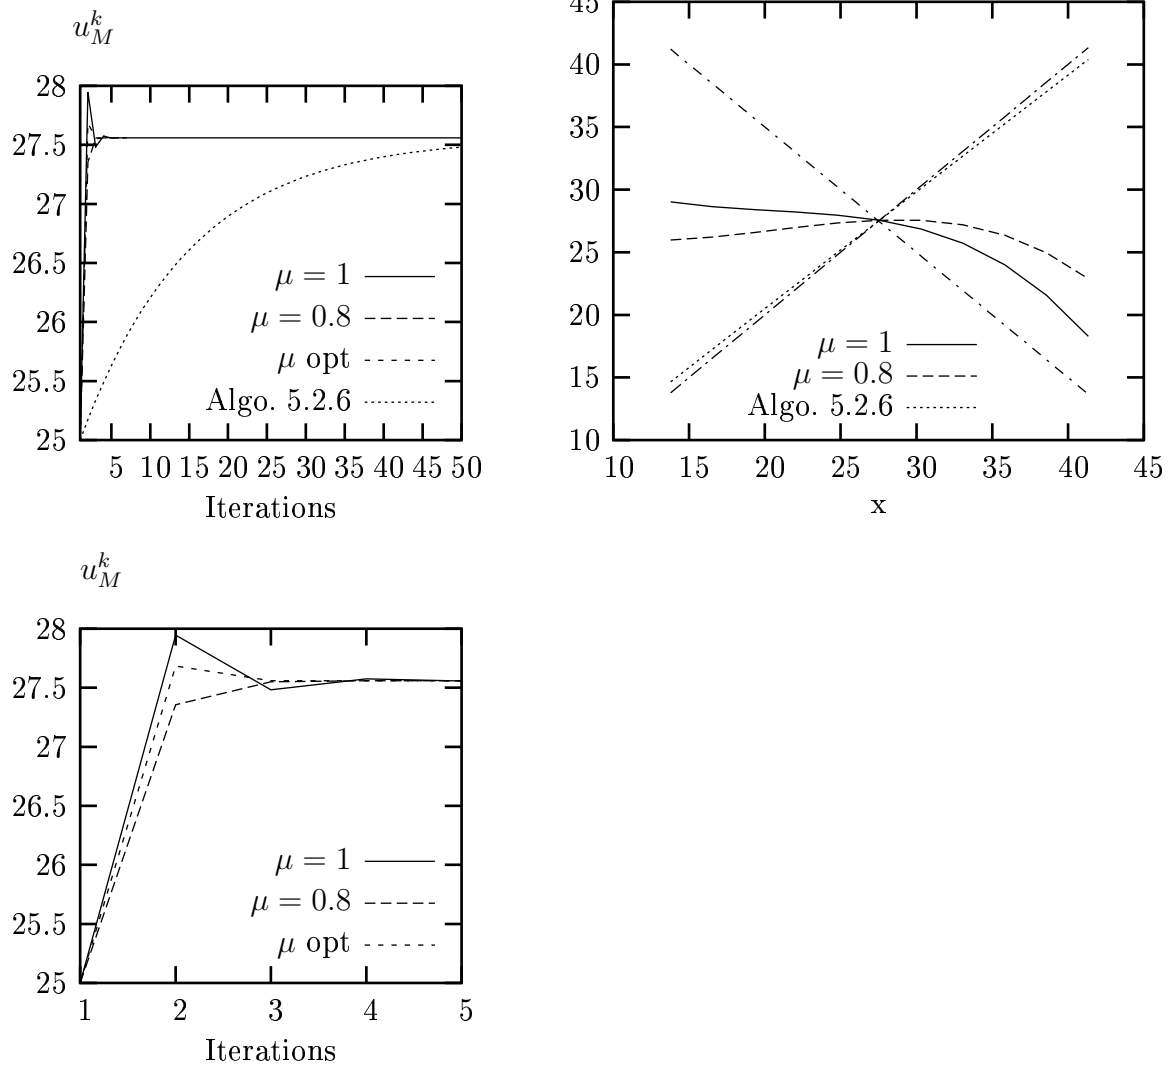 u_M^k
28
27.5
27
26.5
26
25.5
25
μ = 1
μ = 0.8
μ opt
Algo. 5.2.6
5 10 15 20 25 30 35 40 45 50
Iterations
45
40
35
30
25
20
15
10
μ = 1
μ = 0.8
Algo. 5.2.6
10 15 20 25 30 35 40 45
x
u_M^k
28
27.5
27
26.5
26
25.5
25
μ = 1
μ = 0.8
μ opt
1 2 3 4 5
Iterations